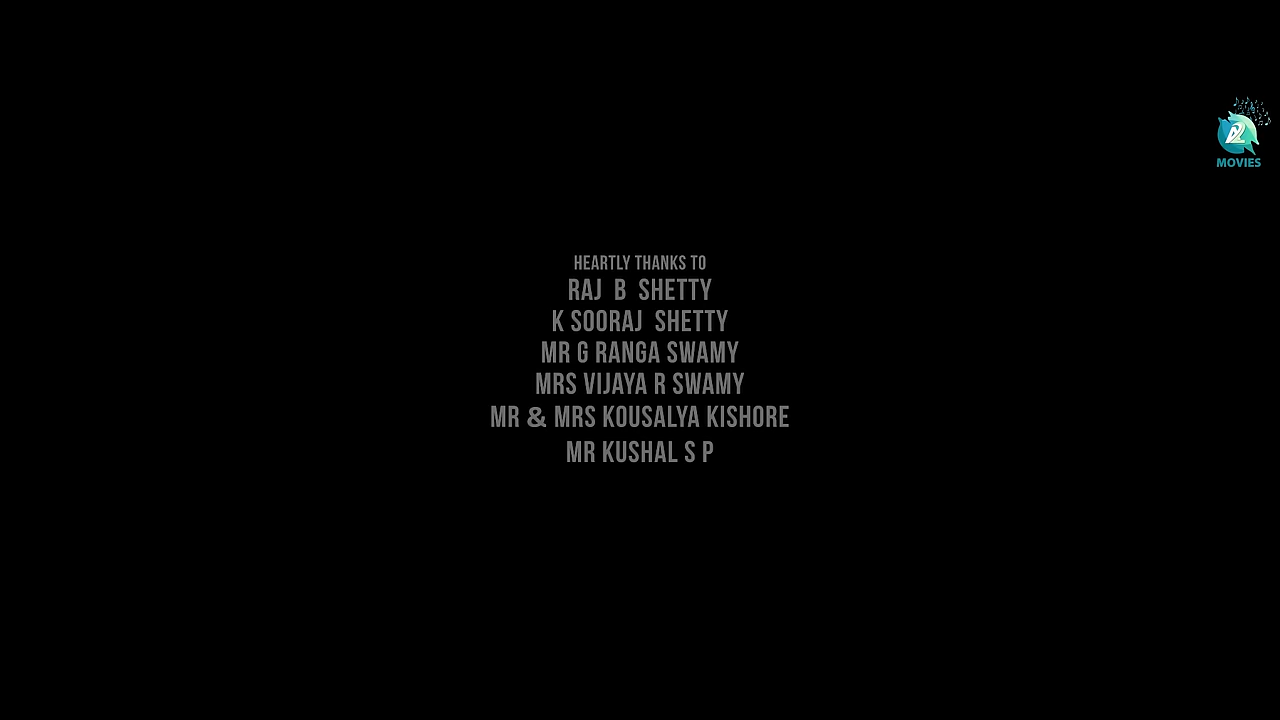 HEARTLY THANKS TO
RAJ B SHETTY
K SOORAJ SHETTY
MR G RANGA SWAMY
MRS VIJAYA R SWAMY
MR & MRS KOUSALYA KISHORE
MR KUSHAL S P
A2
MOVIES